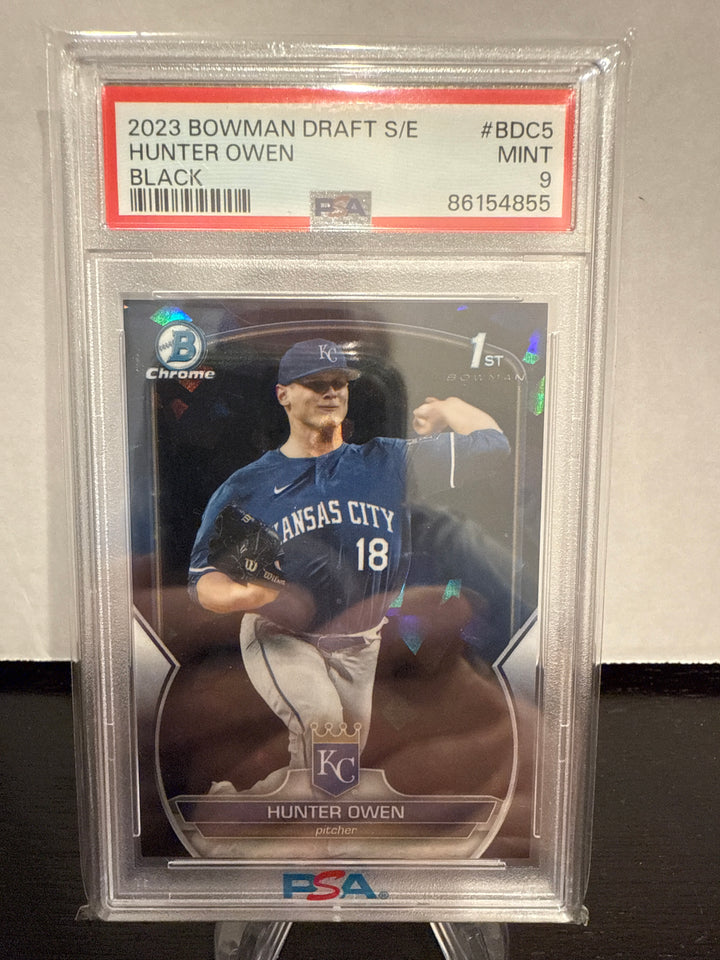 2023 BOWMAN DRAFT S/E #BDC5
HUNTER OWEN MINT
BLACK 9
PSA 86154855
B
Chrome
1ST
BOWMAN
KC
KANSAS CITY
18
W
Wilson
KC
HUNTER OWEN
pitcher
PSA